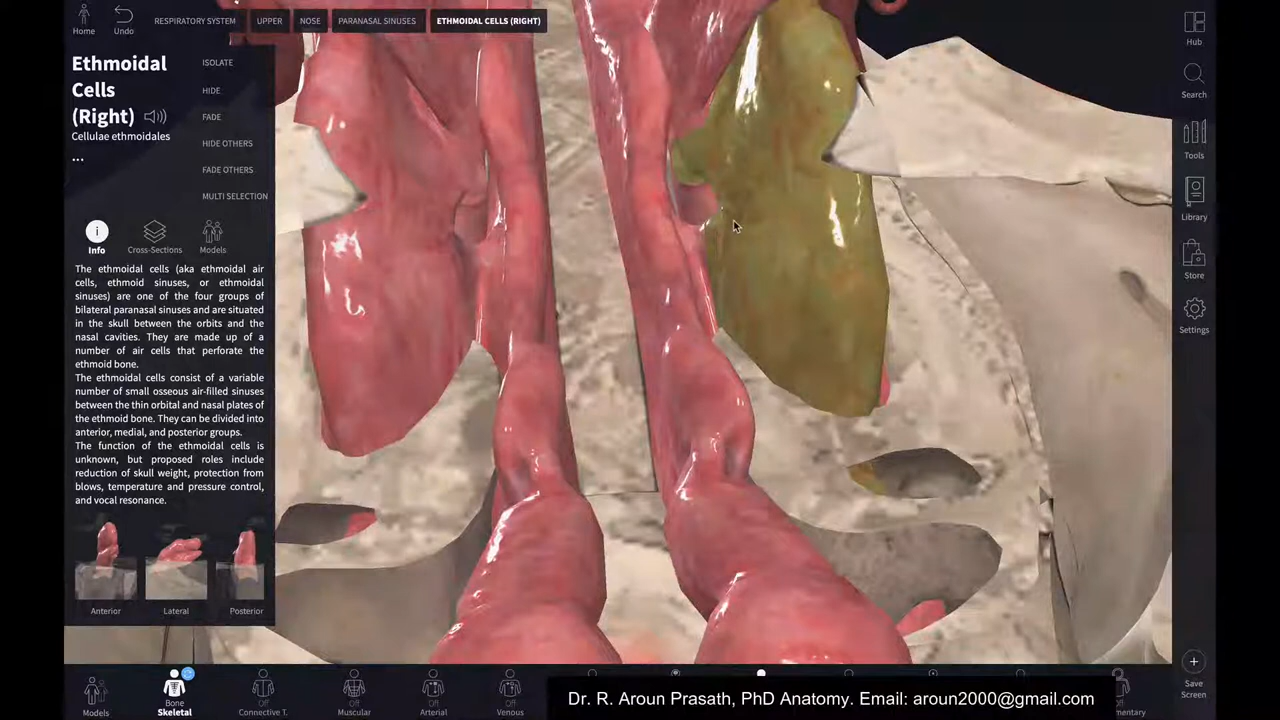 RESPIRATORY SYSTEM
UPPER
NOSE
PARANASAL SINUSES
ETHMOIDAL CELLS (RIGHT)
Home
Undo
Ethmoidal
Cells
(Right)
Cellulae ethmoidales
...
ISOLATE
HIDE
FADE
HIDE OTHERS
FADE OTHERS
MULTI SELECTION
Info
Cross-Sections
Models
The ethmoidal cells (aka ethmoidal air
cells, ethmoid sinuses, or ethmoidal
sinuses) are one of the four groups of
bilateral paranasal sinuses and are situated
in the skull between the orbits and the
nasal cavities. They are made up of a
number of air cells that perforate the
ethmoid bone.
The ethmoidal cells consist of a variable
number of small osseous air-filled sinuses
between the thin orbital and nasal plates of
the ethmoid bone. They can be divided into
anterior, medial, and posterior groups.
The function of the ethmoidal cells is
unknown, but proposed roles include
reduction of skull weight, protection from
blows, temperature and pressure control,
and vocal resonance.
Anterior
Lateral
Posterior
Hub
Search
Tools
Library
Store
Settings
Save
Screen
Models
Bone
Skeletal
Off
Connective T.
Off
Muscular
Off
Arterial
Off
Venous
Off
mentary
Dr. R. Aroun Prasath, PhD Anatomy. Email: aroun2000@gmail.com